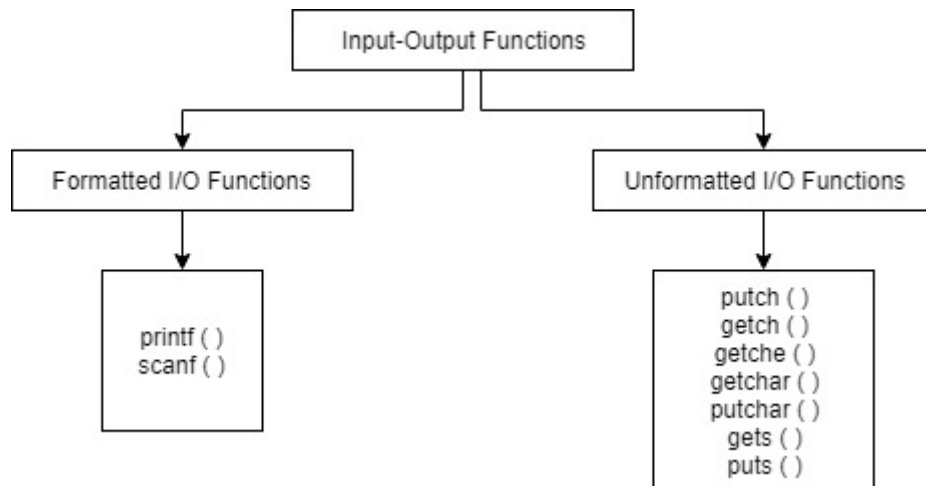 Input-Output Functions
Formatted I/O Functions
Unformatted I/O Functions
printf ( )
scanf ( )
putch ( )
getch ( )
getche ( )
getchar ( )
putchar ( )
gets ( )
puts ( )